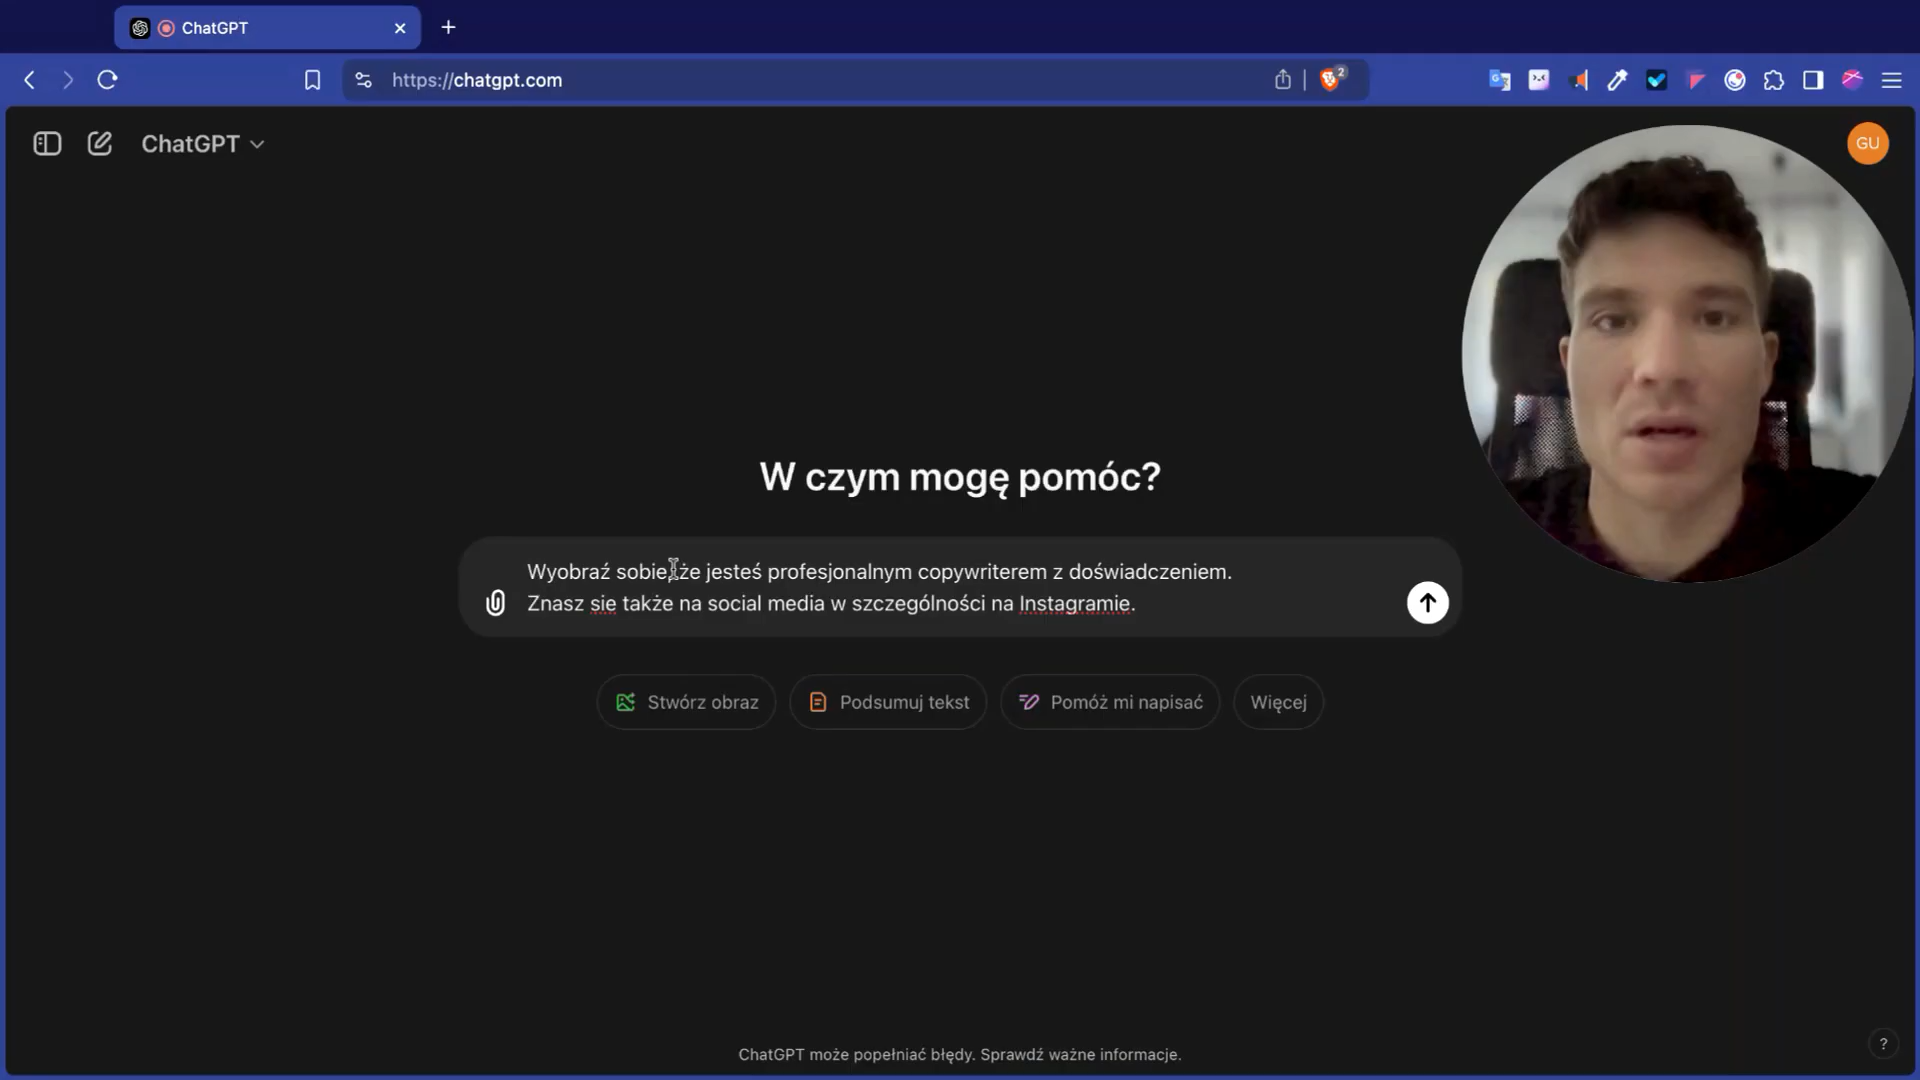 ChatGPT
https://chatgpt.com
2
ChatGPT
GU
W czym mogę pomóc?
Wyobraź sobie, że jesteś profesjonalnym copywriterem z doświadczeniem.
Znasz się także na social media w szczególności na Instagramie.
Stwórz obraz
Podsumuj tekst
Pomóż mi napisać
Więcej
ChatGPT może popełniać błędy. Sprawdź ważne informacje.
?